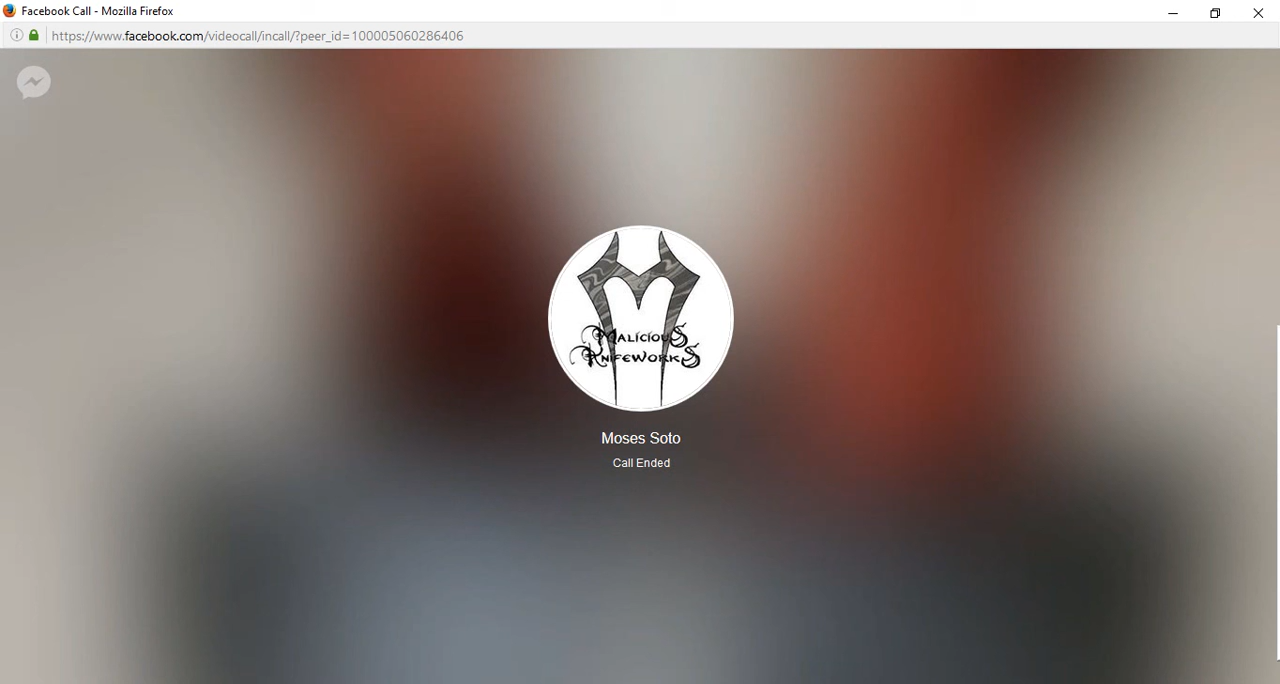 Facebook Call - Mozilla Firefox
https://www.facebook.com/videocall/incall/?peer_id=100005060286406
Malicious
Knifeworks
Moses Soto
Call Ended